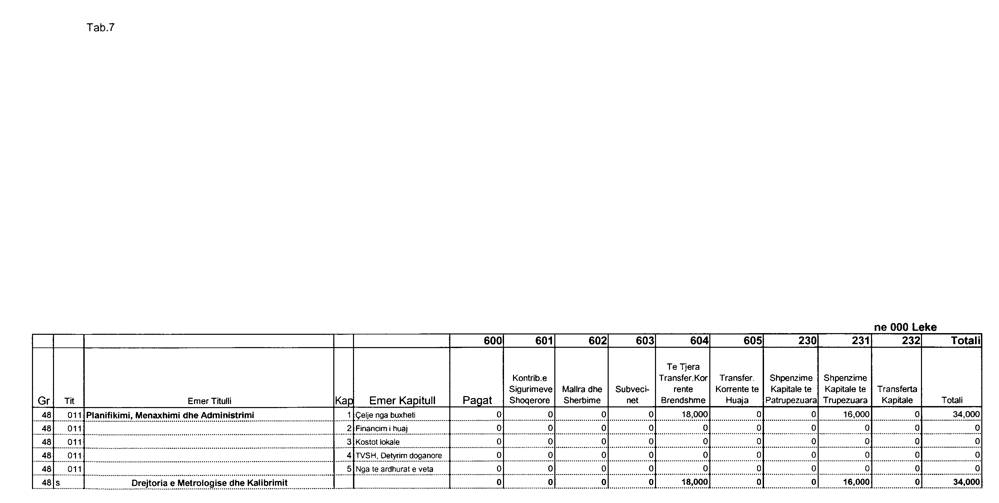 Tab.7
ne 000 Leke
600 601 602 603 604 605 230 231 232 Totali
Te Tjera
Kontrib.e Transfer.Kor Transfer. Shpenzime Shpenzime
Sigurimeve Mallra dhe Subveci- rente Korrente te Kapitale te Kapitale te Transferta
Gr Tit Emer Titulli Kap Emer Kapitull Pagat Shoqerore Sherbime net Brendshme Huaja Patrupezuara Trupezuara Kapitale Totali
48 011 Planifikimi, Menaxhimi dhe Administrimi 1 Çelje nga buxheti 0 0 0 0 18,000 0 0 16,000 0 34,000
48 011 2 Financim i huaj 0 0 0 0 0 0 0 0 0 0
48 011 3 Kostot lokale 0 0 0 0 0 0 0 0 0 0
48 011 4 TVSH, Detyrim doganore 0 0 0 0 0 0 0 0 0 0
48 011 5 Nga te ardhurat e veta 0 0 0 0 0 0 0 0 0 0
48 s Drejtoria e Metrologise dhe Kalibrimit 0 0 0 0 18,000 0 0 16,000 0 34,000